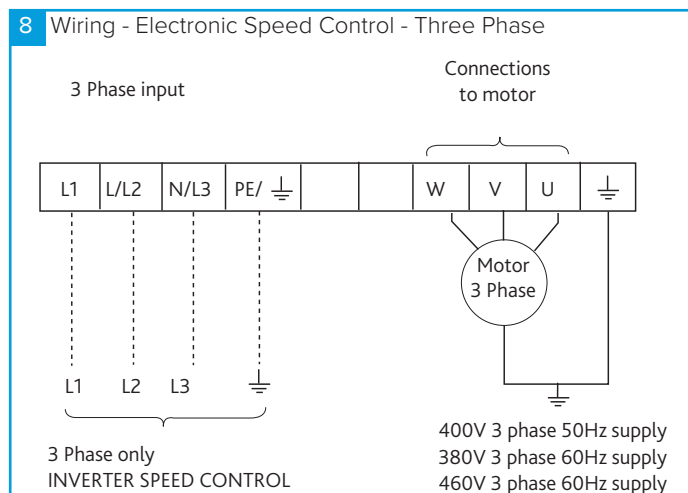 8 Wiring - Electronic Speed Control - Three Phase
3 Phase input
Connections
to motor
L1 L/L2 N/L3 PE/ W V U
Motor
3 Phase
L1 L2 L3
3 Phase only
INVERTER SPEED CONTROL
400V 3 phase 50Hz supply
380V 3 phase 60Hz supply
460V 3 phase 60Hz supply